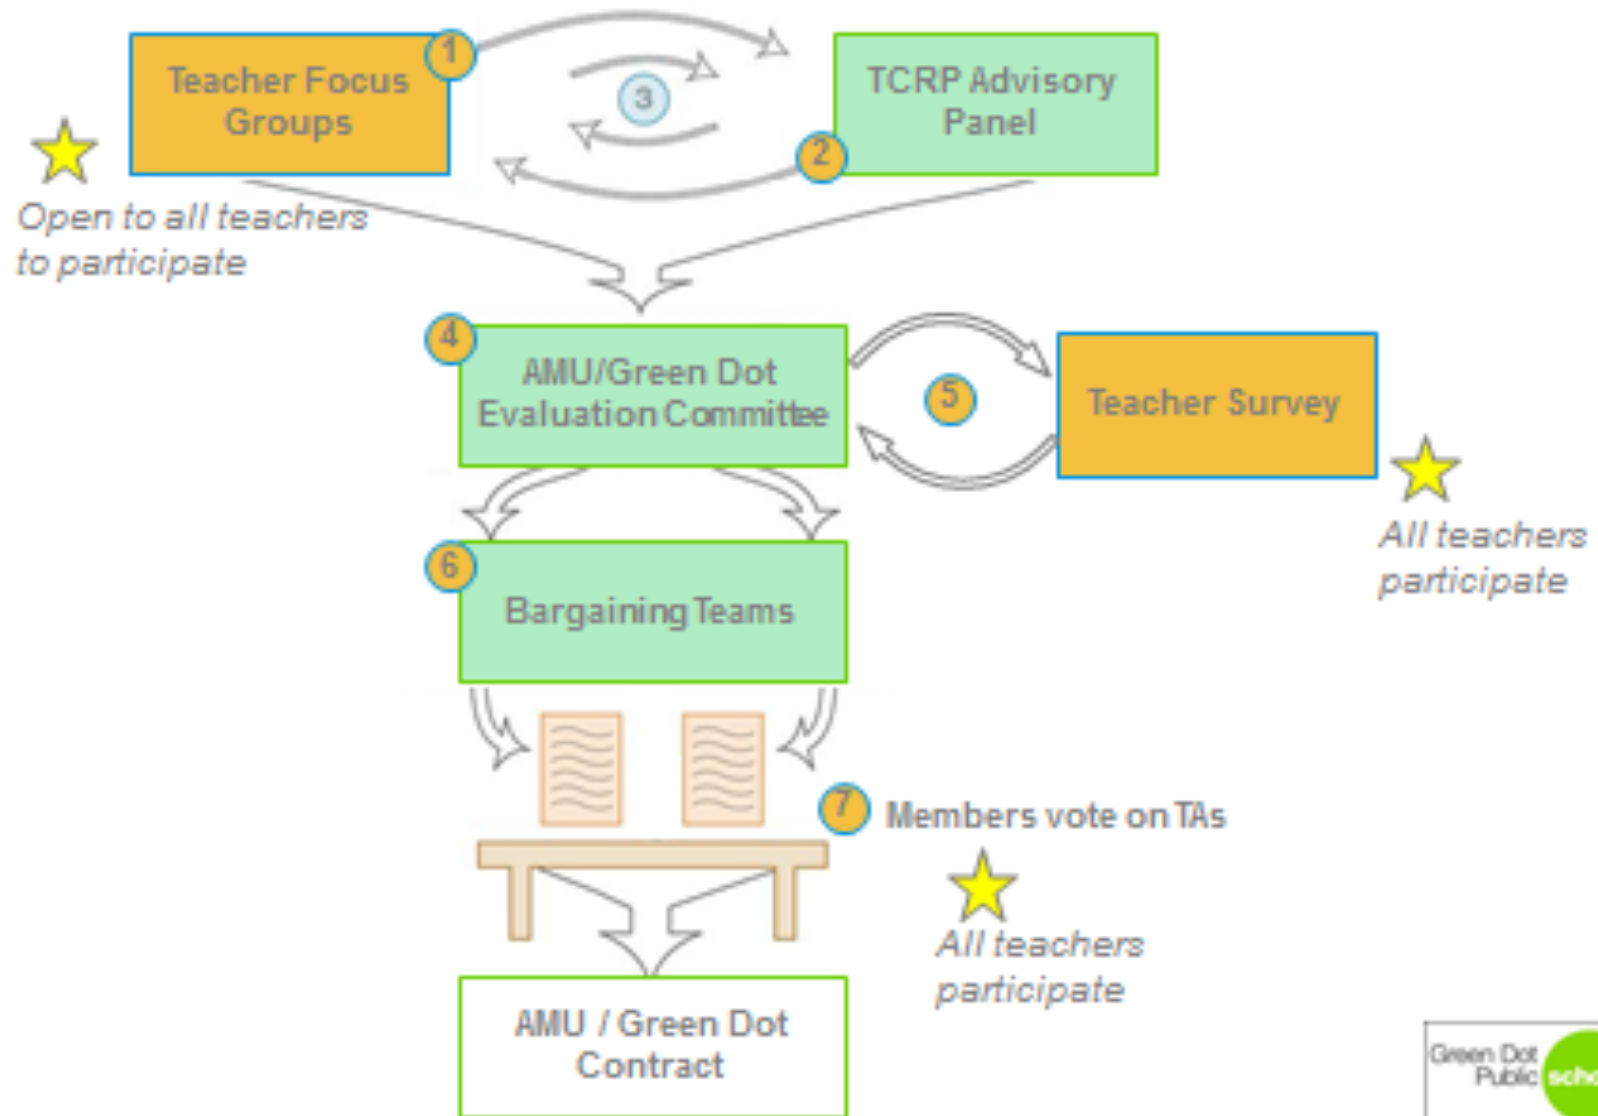 1
Teacher Focus
Groups
3
TCRP Advisory
Panel
2
Open to all teachers
to participate
4
AMU/Green Dot
Evaluation Committee
5
Teacher Survey
All teachers
participate
6
Bargaining Teams
7
Members vote on TAs
All teachers
participate
AMU / Green Dot
Contract
Green Dot
Public